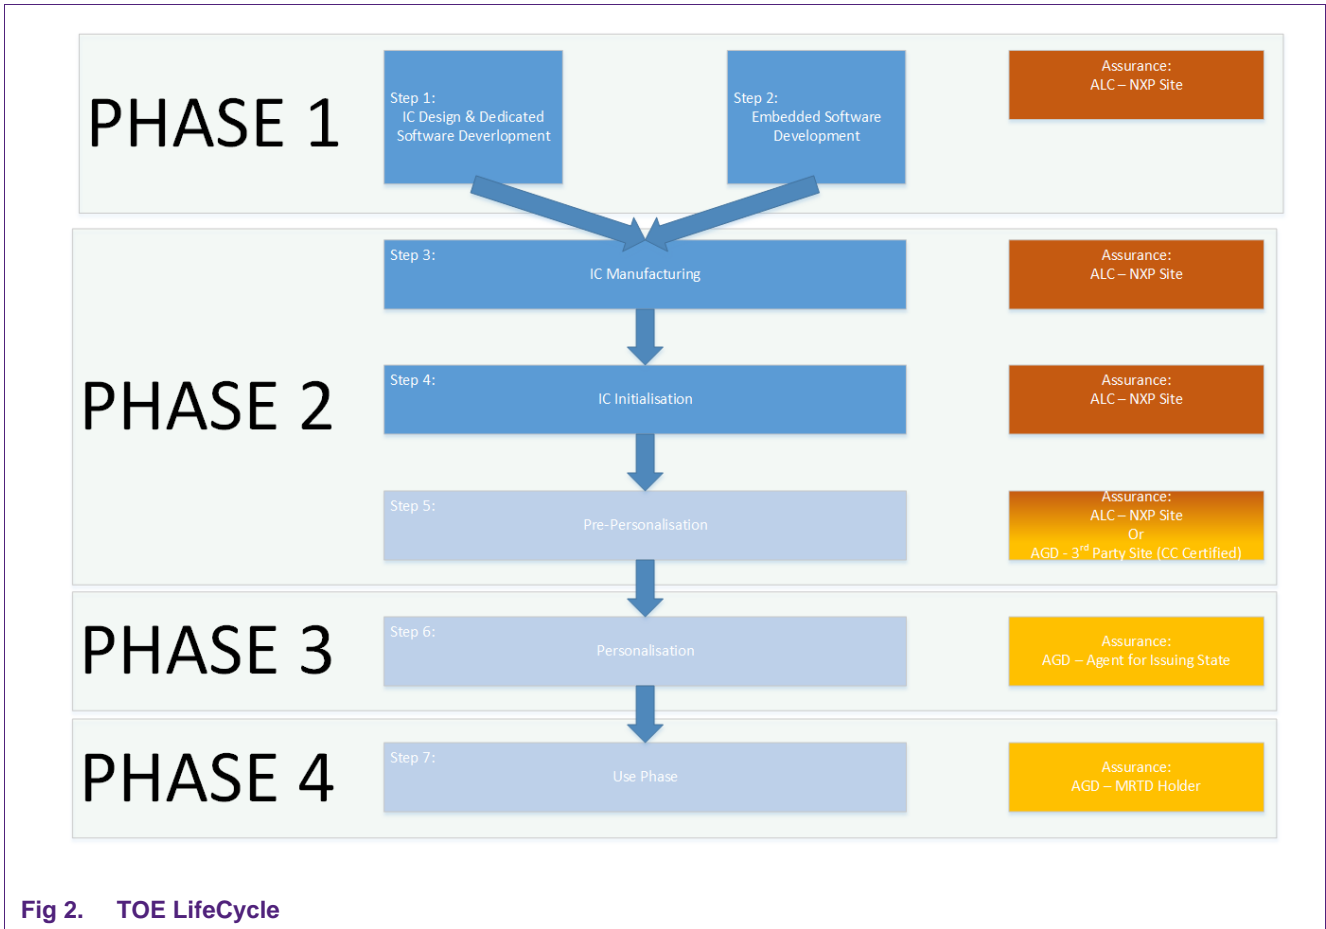 PHASE 1
Step 1:
IC Design & Dedicated
Software Deverlopment
Step 2:
Embedded Software
Development
Assurance:
ALC – NXP Site
PHASE 2
Step 3:
IC Manufacturing
Assurance:
ALC – NXP Site
Step 4:
IC Initialisation
Assurance:
ALC – NXP Site
Step 5:
Pre-Personalisation
Assurance:
ALC – NXP Site
Or
AGD - 3rd Party Site (CC Certified)
PHASE 3
Step 6:
Personalisation
Assurance:
AGD – Agent for Issuing State
PHASE 4
Step 7:
Use Phase
Assurance:
AGD – MRTD Holder
Fig 2. TOE LifeCycle